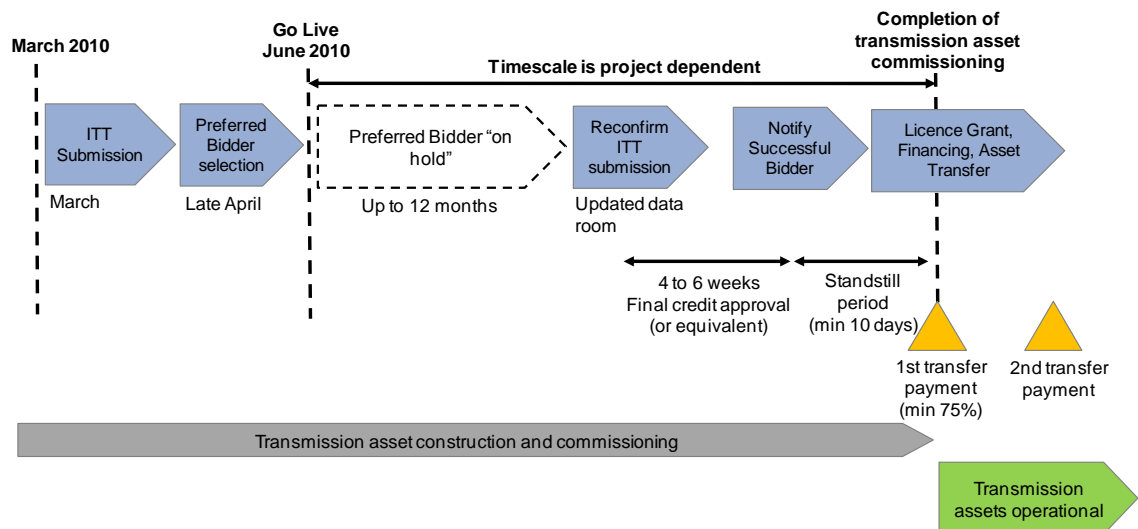 March 2010
Go Live
June 2010
Completion of
transmission asset
commissioning
Timescale is project dependent
ITT
Submission
Preferred
Bidder
selection
Preferred Bidder “on
hold”
Reconfirm
ITT
submission
Notify
Successful
Bidder
Licence Grant,
Financing, Asset
Transfer
March
Late April
Up to 12 months
Updated data
room
4 to 6 weeks
Final credit approval
(or equivalent)
Standstill
period
(min 10 days)
1st transfer
payment
(min 75%)
2nd transfer
payment
Transmission asset construction and commissioning
Transmission
assets operational